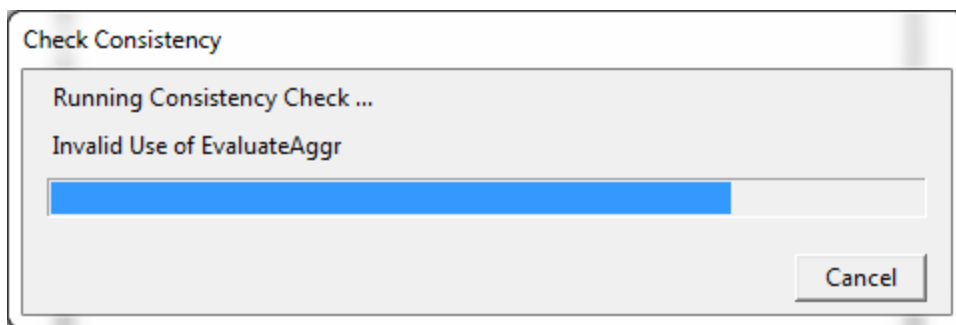 Check Consistency
Running Consistency Check ...
Invalid Use of EvaluateAggr
Cancel